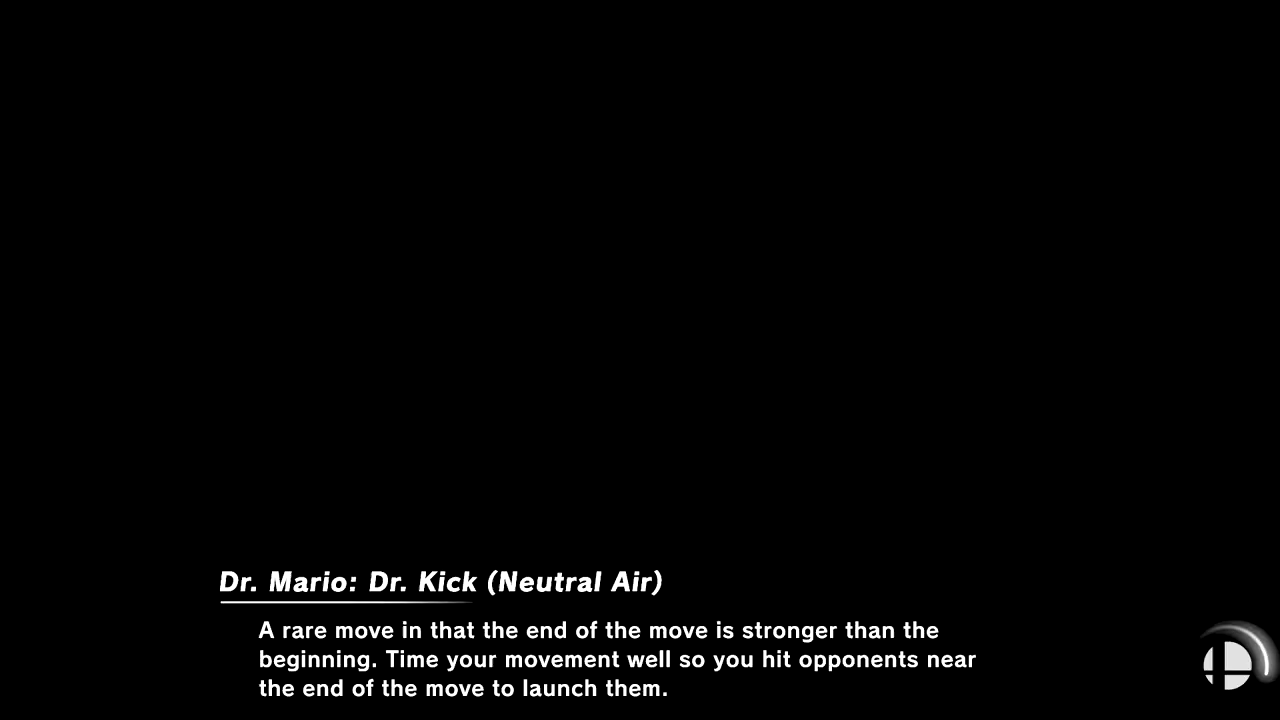 Dr. Mario: Dr. Kick (Neutral Air)
A rare move in that the end of the move is stronger than the
beginning. Time your movement well so you hit opponents near
the end of the move to launch them.